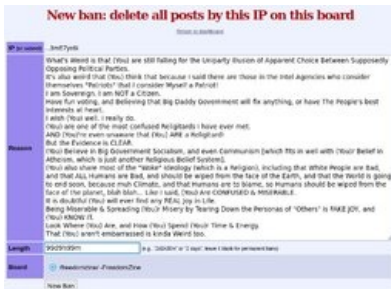 New ban: delete all posts by this IP on this board
Return to dashboard
IP (or subnet)
Reason
What's Weird is that (You) are still falling for the Uniparty Illusion of Apparent Choice Between Supposedly
Opposing Political Parties.
It's also weird that (You) think that because I said there are those in the Intel Agencies who consider
themselves "Patriots" that I consider Myself a Patriot!
I am Sovereign. I am NOT a Citizen.
Have fun voting, and Believing that Big Daddy Government will fix anything, or have The People's best
interests at heart.
I wish (You) well. I really do.
(You) are one of the most confused Religitards I have ever met.
AND (You)'re even unaware that (You) ARE a Religitard!
But the Evidence is CLEAR.
(You) Believe in Big Government Socialism, and even Communism [which fits in well with (You)r Belief in
Atheism, which is just another Religious Belief System].
(You) also share most of the "Woke" Ideology (which is a Religion), including that White People are Bad,
and that ALL Humans are Bad, and should be wiped from the face of the Earth, and that the World is going
to end soon, because muh Climate, and that Humans are to blame, so Humans should be wiped from the
face of the planet, blah blah... Like I said, (You) Are CONFUSED & MISERABLE.
It is doubtful (You) will ever find any REAL Joy in Life.
Being Miserable & Spreading (You)r Misery by Tearing Down the Personas of "Others" is FAKE JOY, and
(You) KNOW IT.
Look Where (You) Are, and How (You) Spend (You)r Time & Energy.
That (You) aren't embarrassed is kinda Weird too.
Length
Board
New Ban